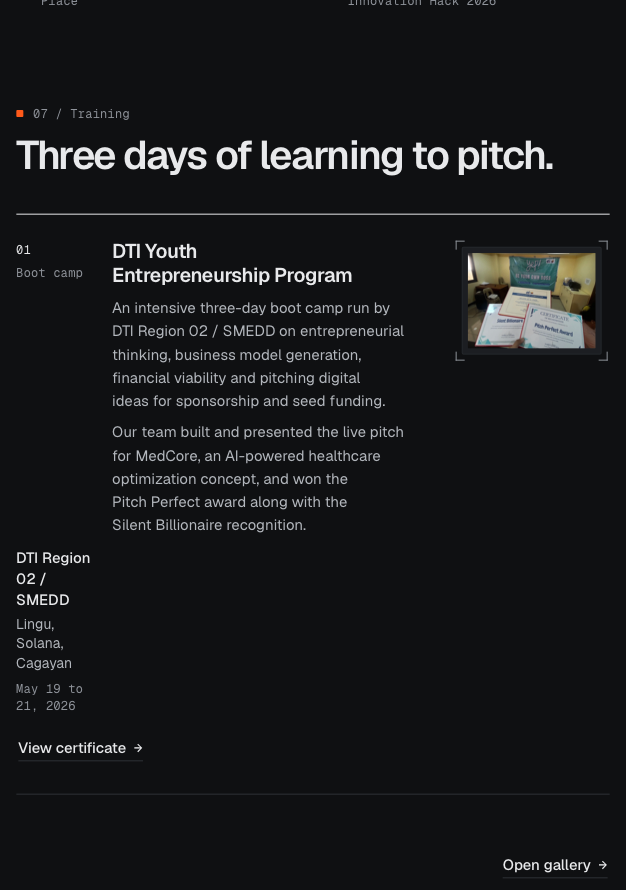 Place
Innovation Hack 2026
07 / Training
Three days of learning to pitch.
01
Boot camp
DTI Youth
Entrepreneurship Program
An intensive three-day boot camp run by
DTI Region 02 / SMEDD on entrepreneurial
thinking, business model generation,
financial viability and pitching digital
ideas for sponsorship and seed funding.
Our team built and presented the live pitch
for MedCore, an AI-powered healthcare
optimization concept, and won the
Pitch Perfect award along with the
Silent Billionaire recognition.
CERTIFICATE
Pitch Perfect Award
DTI Region
02 /
SMEDD
Lingu,
Solana,
Cagayan
May 19 to
21, 2026
View certificate →
Open gallery →